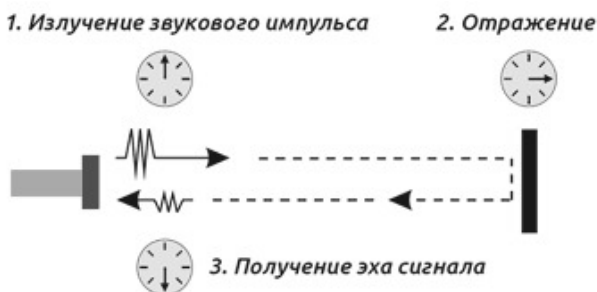 1. Излучение звукового импульса
2. Отражение
3. Получение эха сигнала